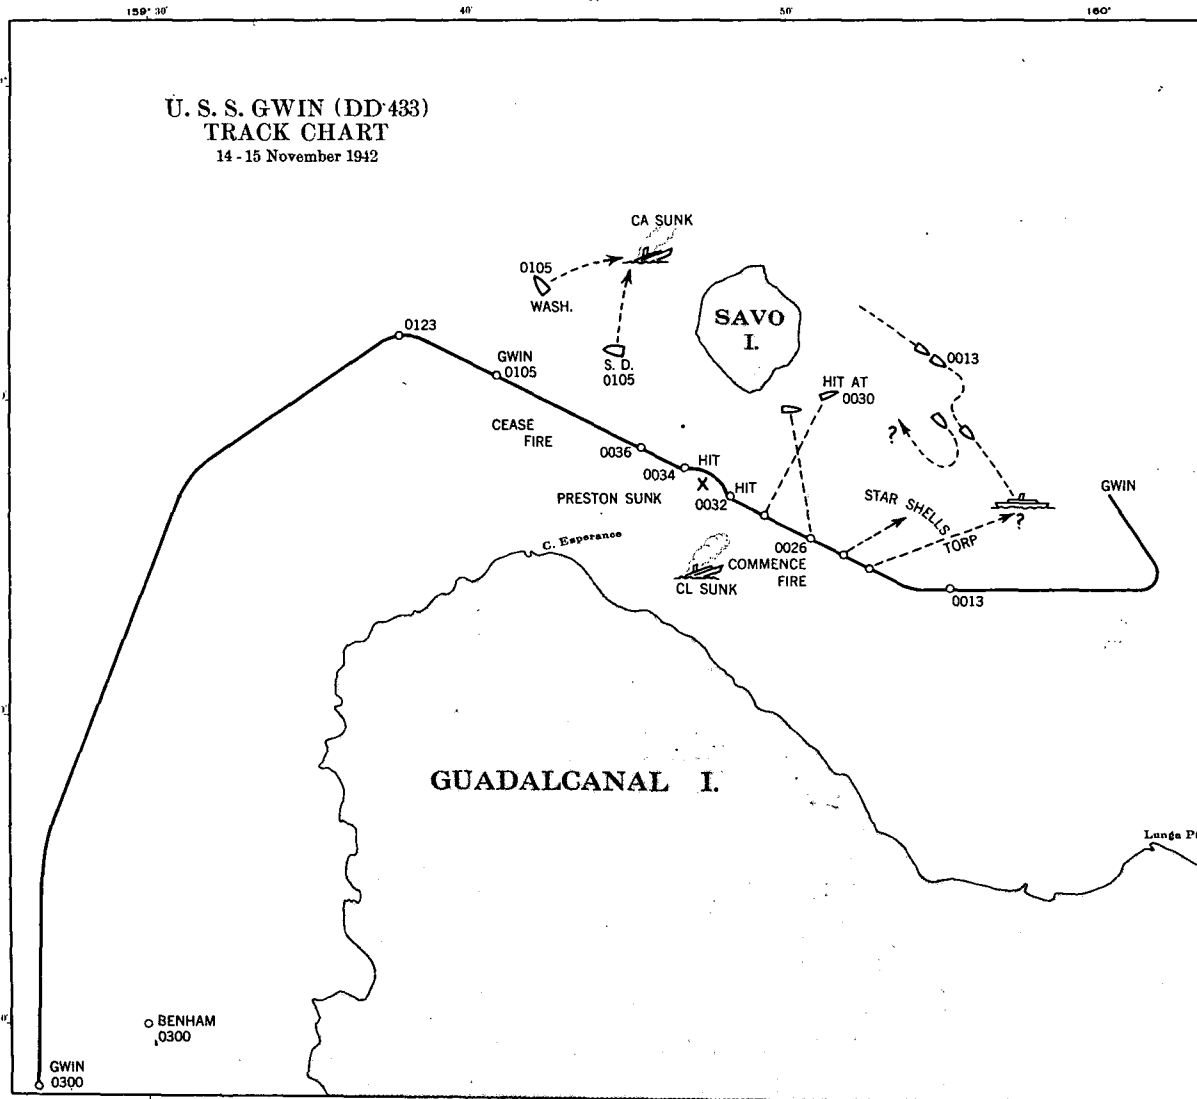 159° 30'
40'
50'
160°
U. S. S. GWIN (DD 433)
TRACK CHART
14 - 15 November 1942
CA SUNK
0105
WASH.
S. D.
0105
SAVO
I.
0013
0123
GWIN
0105
HIT AT
0030
CEASE
FIRE
?
0036
0034
HIT
X
HIT
PRESTON SUNK
0032
STAR SHELLS
GWIN
?
TORP
C. Esperance
0026
COMMENCE
FIRE
CL SUNK
0013
GUADALCANAL I.
Lunga Pt
BENHAM
0300
GWIN
0300